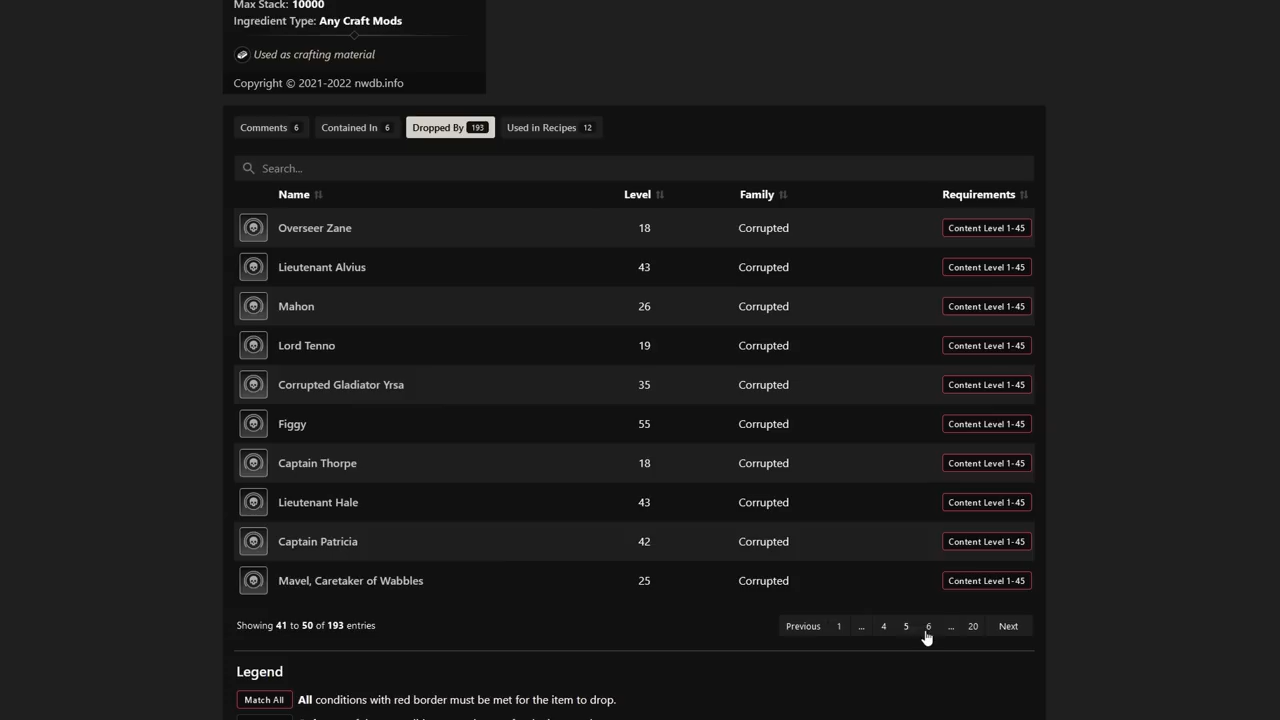 Max Stack: 10000
Ingredient Type: Any Craft Mods
Used as crafting material
Copyright © 2021-2022 nwdb.info
Comments 6 Contained In 6 Dropped By 193 Used in Recipes 12
Search...
Name Level Family Requirements
Overseer Zane 18 Corrupted Content Level 1-45
Lieutenant Alvius 43 Corrupted Content Level 1-45
Mahon 26 Corrupted Content Level 1-45
Lord Tenno 19 Corrupted Content Level 1-45
Corrupted Gladiator Yrsa 35 Corrupted Content Level 1-45
Figgy 55 Corrupted Content Level 1-45
Captain Thorpe 18 Corrupted Content Level 1-45
Lieutenant Hale 43 Corrupted Content Level 1-45
Captain Patricia 42 Corrupted Content Level 1-45
Mavel, Caretaker of Wabbles 25 Corrupted Content Level 1-45
Showing 41 to 50 of 193 entries Previous 1 ... 4 5 6 ... 20 Next
Legend
Match All All conditions with red border must be met for the item to drop.